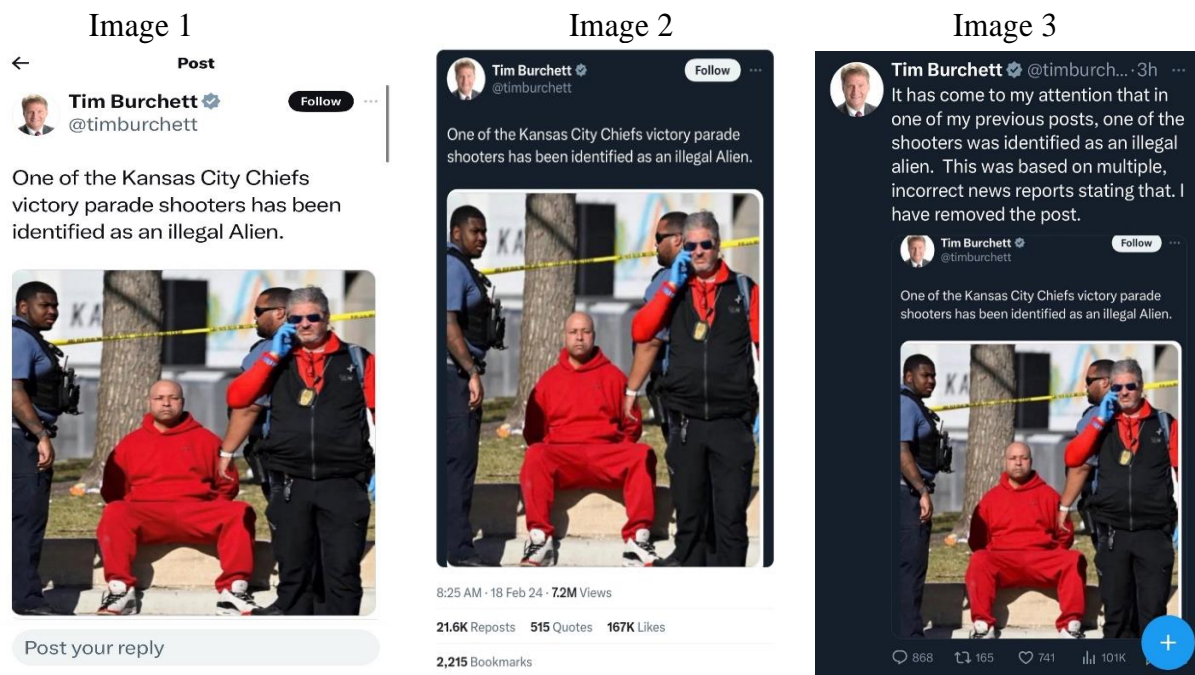 Image 1
Post
Tim Burchett
Follow
@timburchett
One of the Kansas City Chiefs
victory parade shooters has been
identified as an illegal Alien.
KA
Post your reply
Image 2
Tim Burchett
Follow
@timburchett
One of the Kansas City Chiefs victory parade
shooters has been identified as an illegal Alien.
KA
8:25 AM · 18 Feb 24 · 7.2M Views
21.6K Reposts 515 Quotes 167K Likes
2,215 Bookmarks
Image 3
Tim Burchett @timburch... · 3h
It has come to my attention that in
one of my previous posts, one of the
shooters was identified as an illegal
alien. This was based on multiple,
incorrect news reports stating that. I
have removed the post.
Tim Burchett
Follow
@timburchett
One of the Kansas City Chiefs victory parade
shooters has been identified as an illegal Alien.
KA
868 165 741 101K